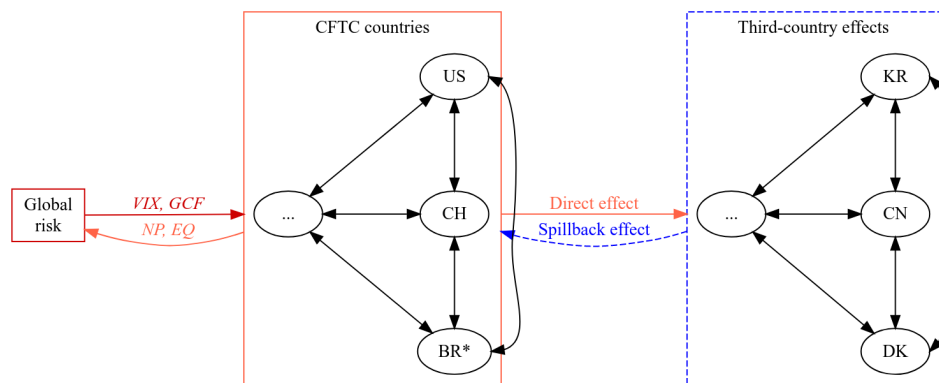 CFTC countries
Third-country effects
US
KR
Global
risk
VIX, GCF
NP, EQ
...
CH
Direct effect
Spillback effect
...
CN
BR*
DK